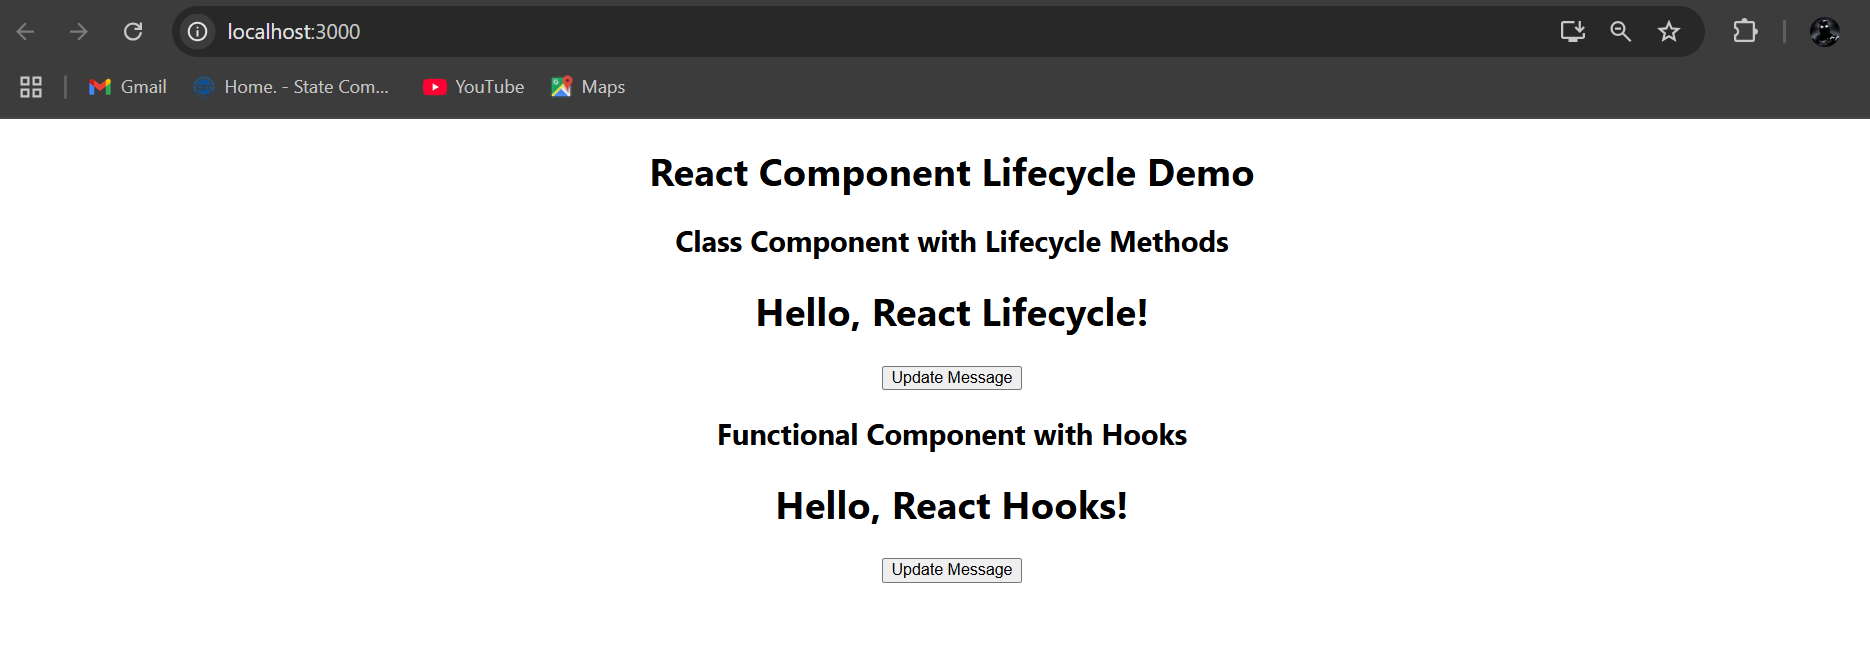 localhost:3000
Gmail Home. - State Com... YouTube Maps
React Component Lifecycle Demo
Class Component with Lifecycle Methods
Hello, React Lifecycle!
Update Message
Functional Component with Hooks
Hello, React Hooks!
Update Message